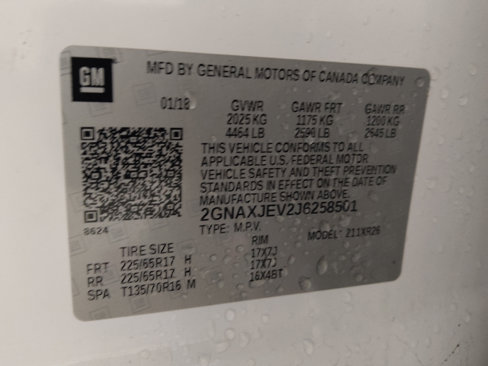 GM
MFD BY GENERAL MOTORS OF CANADA COMPANY
01/18 GVWR GAWR FRT GAWR RR
2025 KG 1175 KG 1200 KG
4464 LB 2590 LB 2645 LB
THIS VEHICLE CONFORMS TO ALL
APPLICABLE U.S. FEDERAL MOTOR
VEHICLE SAFETY AND THEFT PREVENTION
STANDARDS IN EFFECT ON THE DATE OF
MANUFACTURE SHOWN ABOVE.
2GNAXJEV2J6258501
8624
TYPE: M.P.V. MODEL: 211XR26
TIRE SIZE RIM
FRT 225/65R17 H 17X7J
RR 225/65R17 H 17X7J
SPA T135/70R16 M 16X4BT